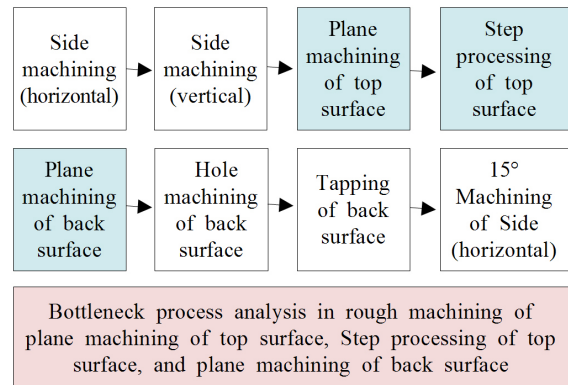 Side
machining
(horizontal)
Side
machining
(vertical)
Plane
machining
of top
surface
Step
processing
of top
surface
Plane
machining
of back
surface
Hole
machining
of back
surface
Tapping
of back
surface
15°
Machining
of Side
(horizontal)
Bottleneck process analysis in rough machining of
plane machining of top surface, Step processing of top
surface, and plane machining of back surface